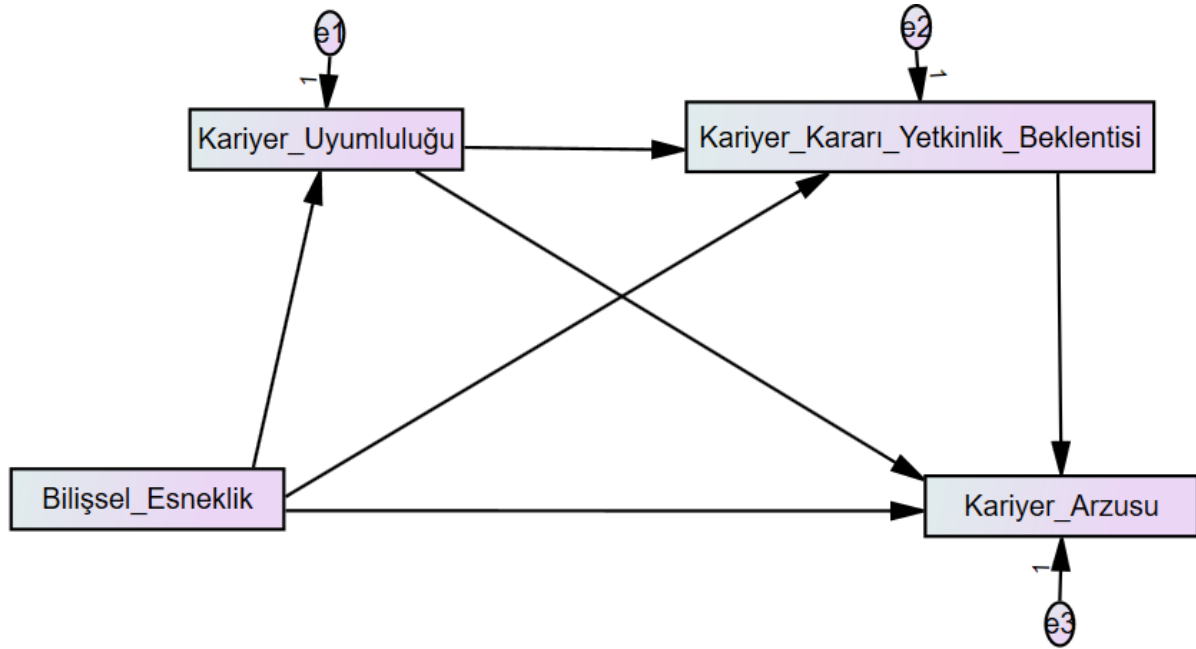 e1
1
e2
1
Kariyer_Uyumluluğu
Kariyer_Kararı_Yetkinlik_Beklentisi
Bilişsel_Esneklik
Kariyer_Arzusu
1
e3